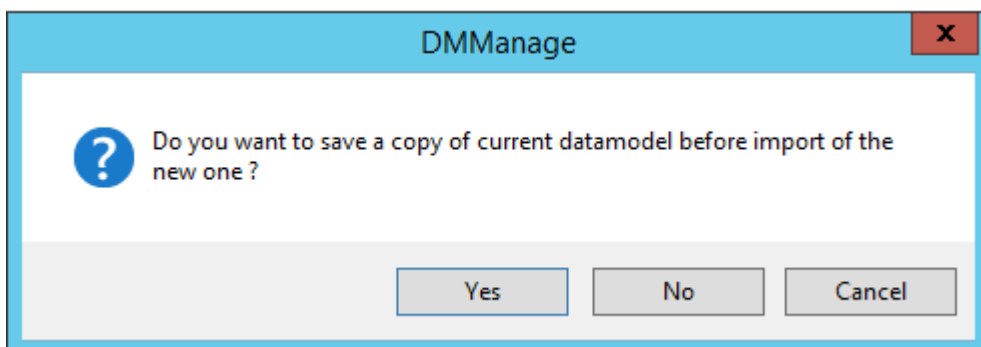 DMManage
x
Do you want to save a copy of current datamodel before import of the
new one ?
Yes No Cancel